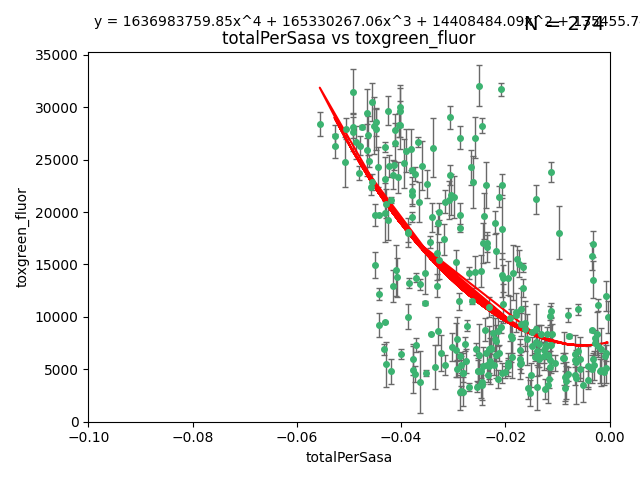 y = 1636983759.85x^4 + 165330267.06x^3 + 14408484.09x^2 +
N = 274
totalPerSasa vs toxgreen_fluor
35000
30000
25000
20000
15000
10000
5000
0
toxgreen_fluor
−0.10
−0.08
−0.06
−0.04
−0.02
0.00
totalPerSasa